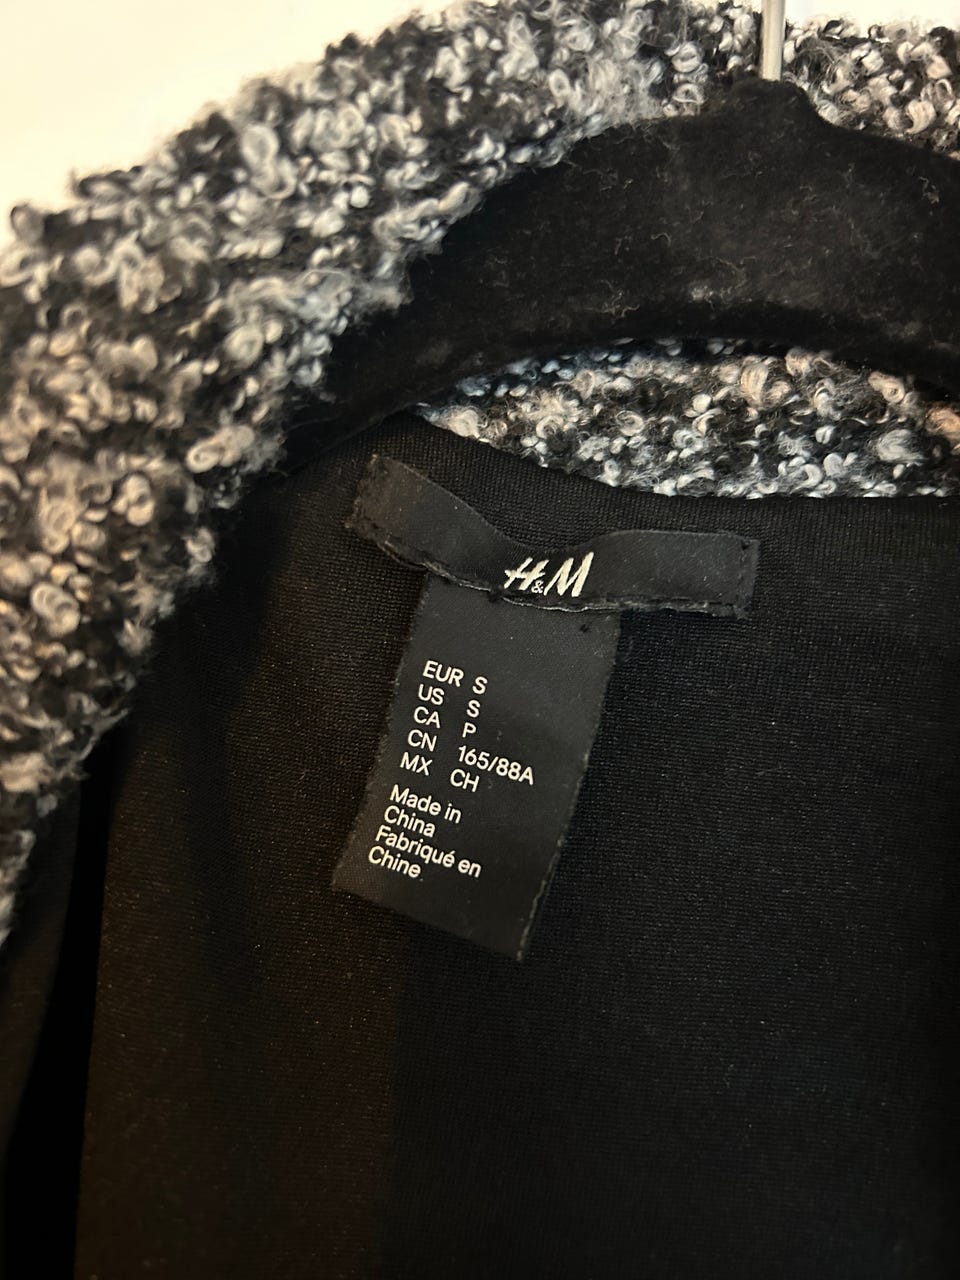 H&M
EUR S
US S
CA P
CN 165/88A
MX CH
Made in
China
Fabriqué en
Chine